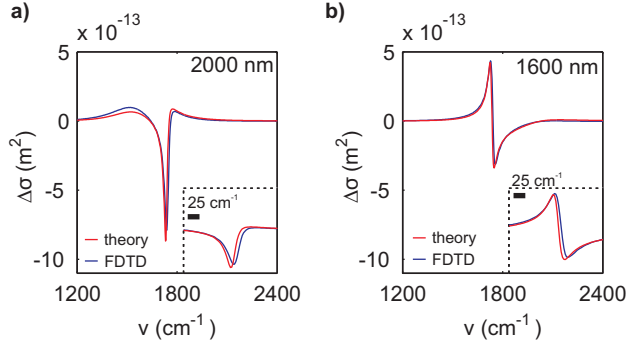 a)
x 10⁻¹³
5
0
-5
-10
Δσ (m²)
2000 nm
25 cm⁻¹
theory
FDTD
1200
1800
2400
ν (cm⁻¹)
b)
x 10⁻¹³
5
0
-5
-10
Δσ (m²)
1600 nm
25 cm⁻¹
theory
FDTD
1200
1800
2400
ν (cm⁻¹)